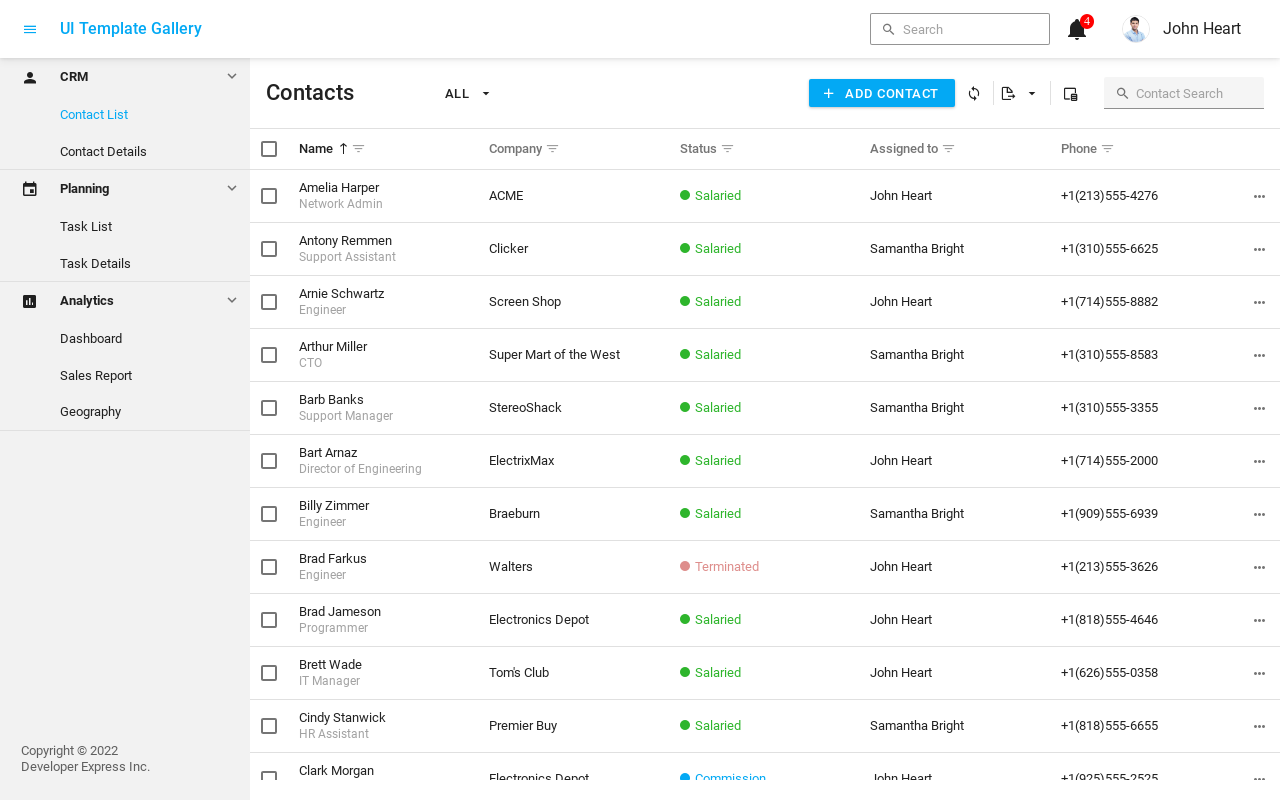 UI Template Gallery
Search
4
John Heart
CRM
Contact List
Contact Details
Planning
Task List
Task Details
Analytics
Dashboard
Sales Report
Geography
Copyright © 2022
Developer Express Inc.
Contacts
ALL
ADD CONTACT
Contact Search
Name Company Status Assigned to Phone
Amelia Harper
Network Admin
ACME Salaried John Heart +1(213)555-4276
Antony Remmen
Support Assistant
Clicker Salaried Samantha Bright +1(310)555-6625
Arnie Schwartz
Engineer
Screen Shop Salaried John Heart +1(714)555-8882
Arthur Miller
CTO
Super Mart of the West Salaried Samantha Bright +1(310)555-8583
Barb Banks
Support Manager
StereoShack Salaried Samantha Bright +1(310)555-3355
Bart Arnaz
Director of Engineering
ElectrixMax Salaried John Heart +1(714)555-2000
Billy Zimmer
Engineer
Braeburn Salaried Samantha Bright +1(909)555-6939
Brad Farkus
Engineer
Walters Terminated John Heart +1(213)555-3626
Brad Jameson
Programmer
Electronics Depot Salaried John Heart +1(818)555-4646
Brett Wade
IT Manager
Tom's Club Salaried John Heart +1(626)555-0358
Cindy Stanwick
HR Assistant
Premier Buy Salaried Samantha Bright +1(818)555-6655
Clark Morgan
Electronics Depot Commission John Heart +1(925)555-2525